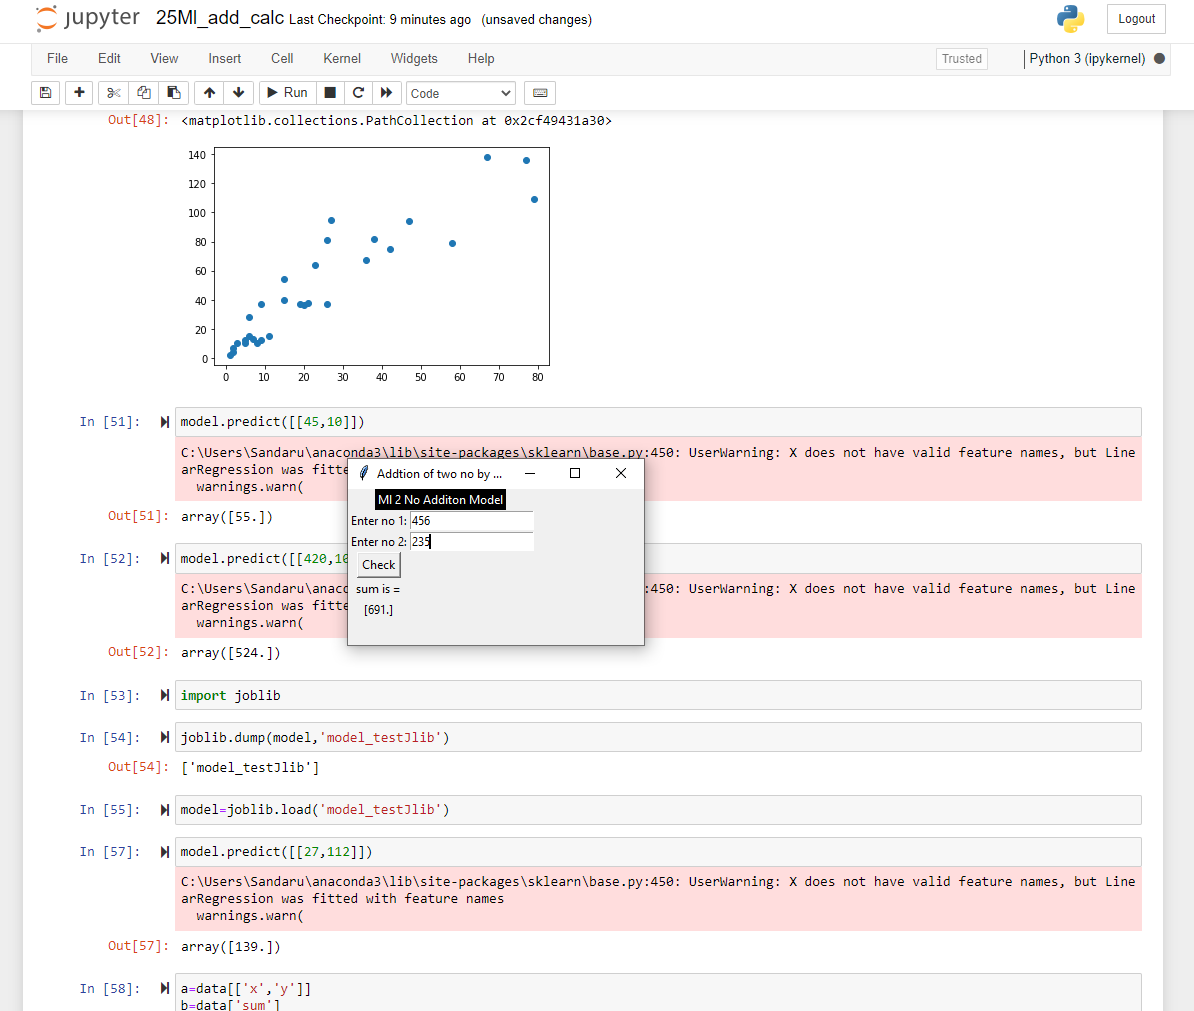 jupyter 25Ml_add_calc Last Checkpoint: 9 minutes ago (unsaved changes)
Logout
File Edit View Insert Cell Kernel Widgets Help
Trusted
Python 3 (ipykernel)
Run
Code
Out[48]: <matplotlib.collections.PathCollection at 0x2cf49431a30>
140
120
100
80
60
40
20
0
0 10 20 30 40 50 60 70 80
In [51]: model.predict([[45,10]])
C:\Users\Sandaru\anaconda3\lib\site-packages\sklearn\base.py:450: UserWarning: X does not have valid feature names, but Line
arRegression was fitte
warnings.warn(
Out[51]: array([55.])
Addtion of two no by ...
Ml 2 No Additon Model
Enter no 1: 456
Enter no 2: 235
Check
sum is =
[691.]
In [52]: model.predict([[420,10
C:\Users\Sandaru\anaconda3\l :450: UserWarning: X does not have valid feature names, but Line
arRegression was fitte
warnings.warn(
Out[52]: array([524.])
In [53]: import joblib
In [54]: joblib.dump(model,'model_testJlib')
Out[54]: ['model_testJlib']
In [55]: model=joblib.load('model_testJlib')
In [57]: model.predict([[27,112]])
C:\Users\Sandaru\anaconda3\lib\site-packages\sklearn\base.py:450: UserWarning: X does not have valid feature names, but Line
arRegression was fitted with feature names
warnings.warn(
Out[57]: array([139.])
In [58]: a=data[['x','y']]
b=data['sum']